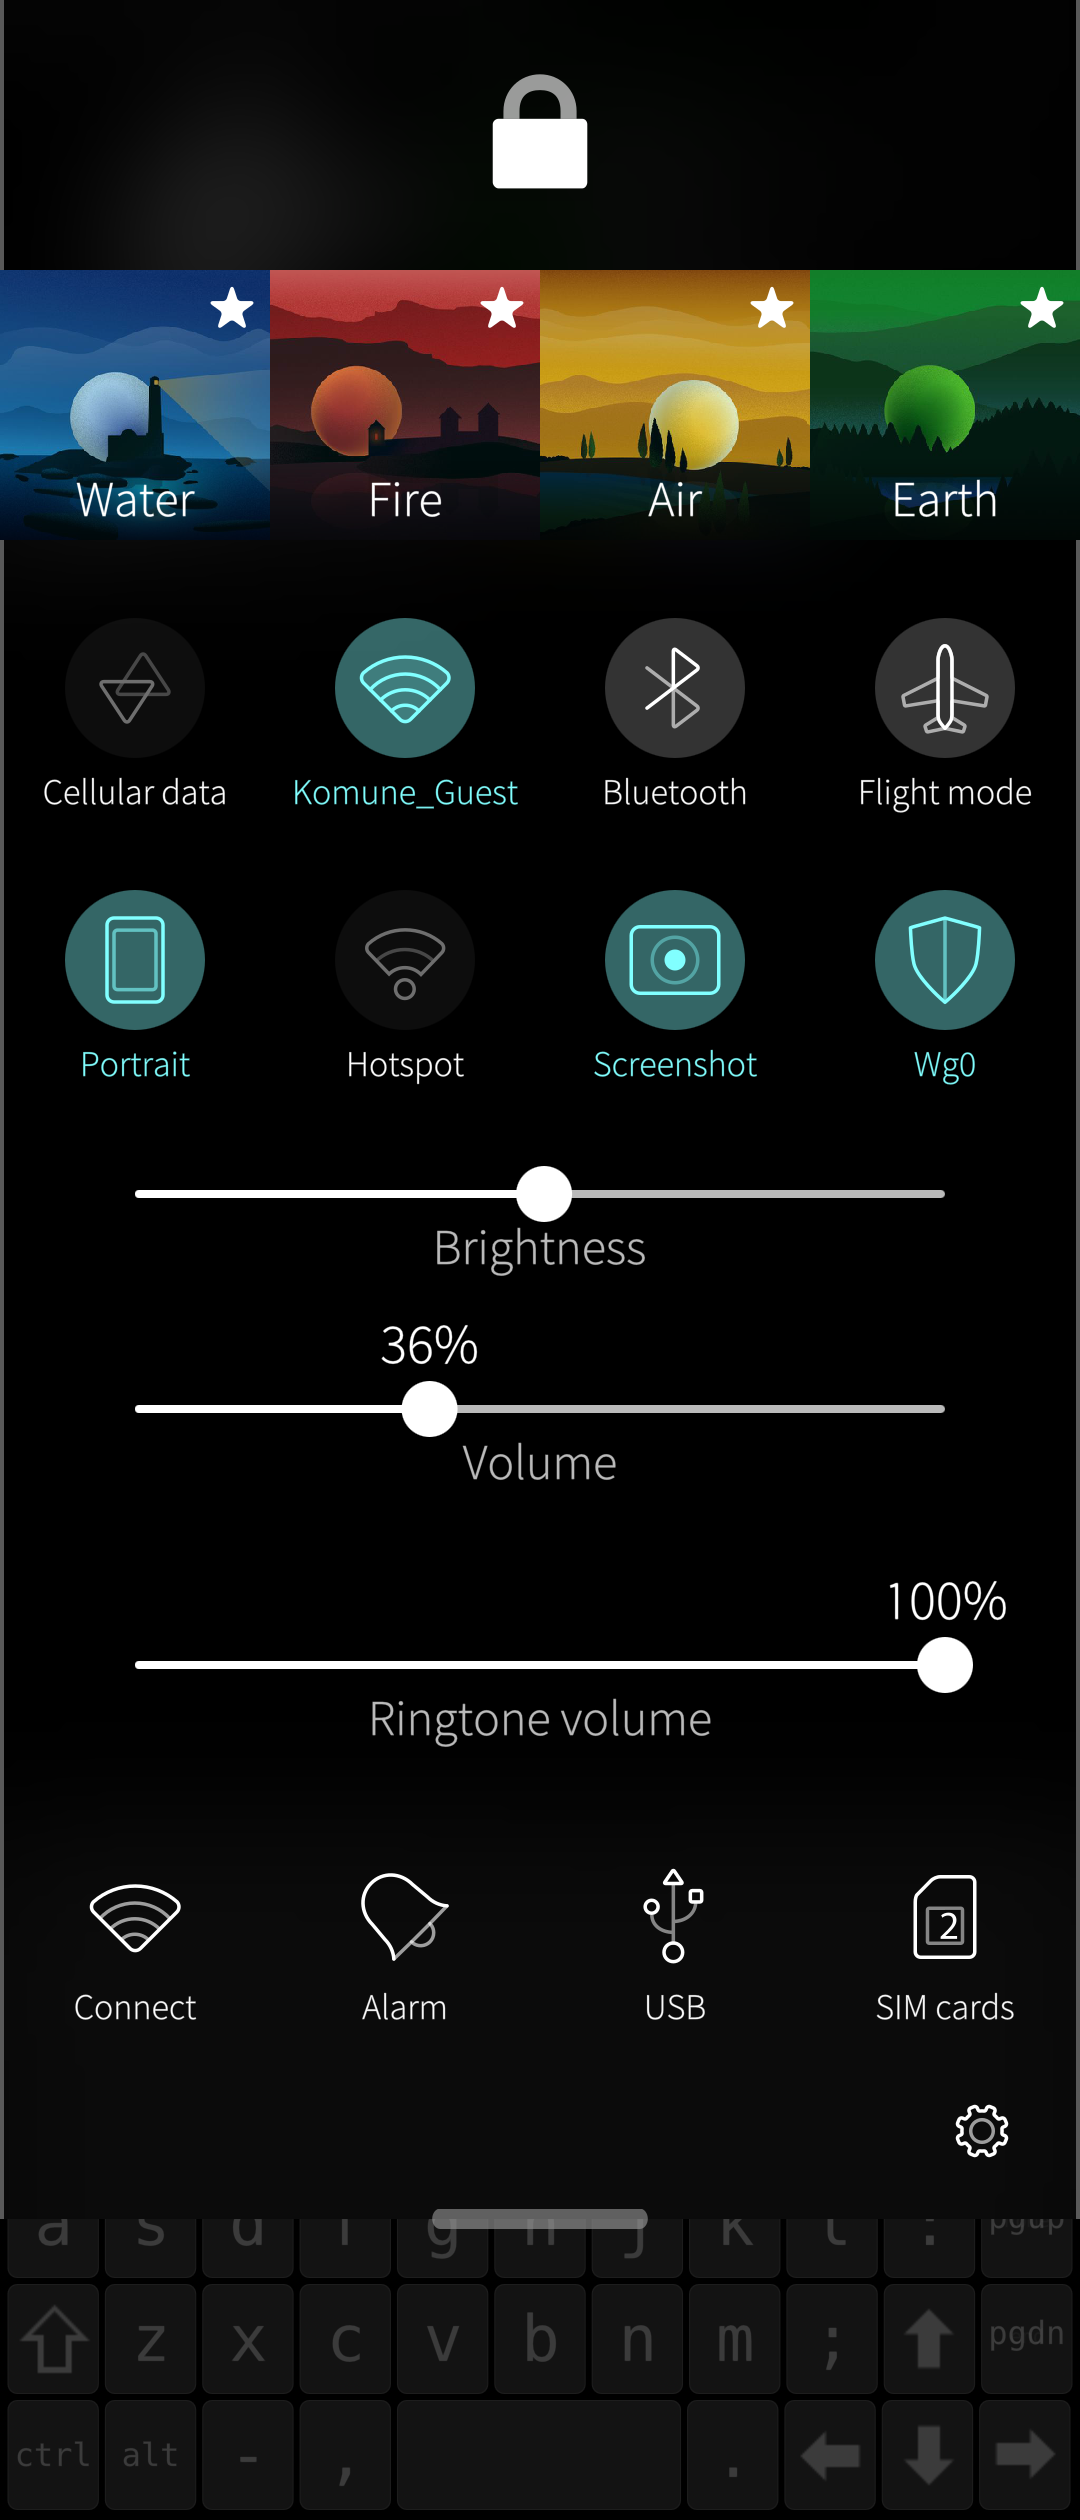 Water Fire Air Earth
Cellular data Komune_Guest Bluetooth Flight mode
Portrait Hotspot Screenshot Wg0
Brightness
36%
Volume
100%
Ringtone volume
2
Connect Alarm USB SIM cards
a s d f g h j k l : pgup
z x c v b n m ; pgdn
ctrl alt - , .